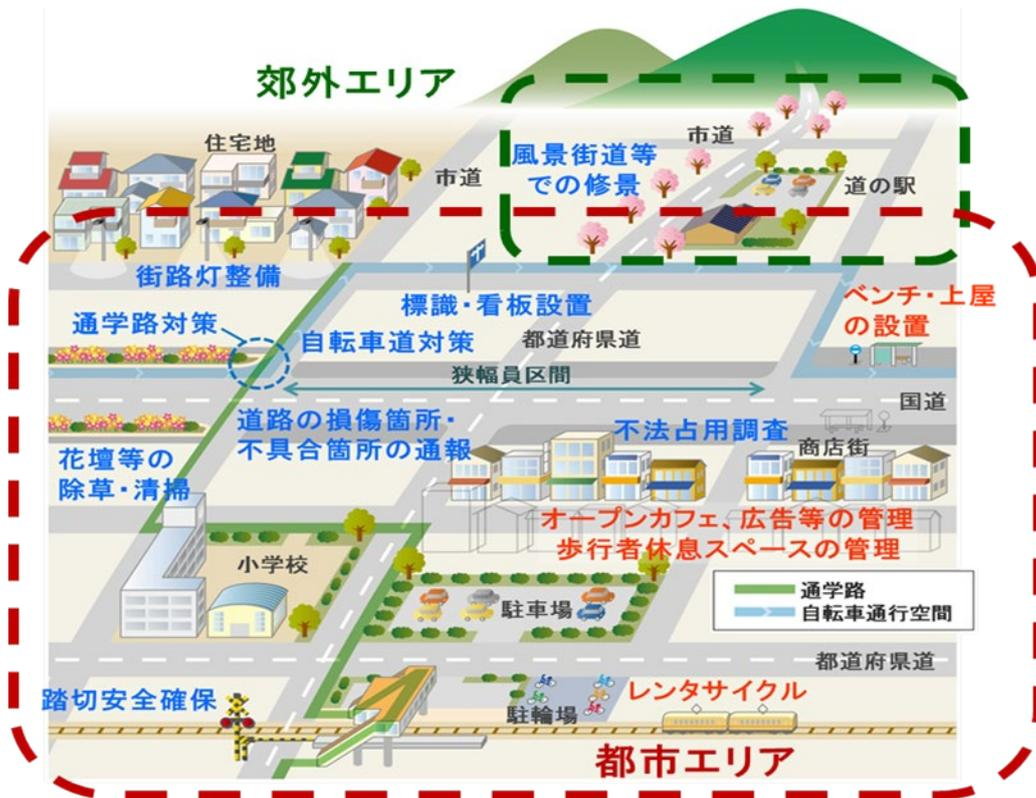 郊外エリア
住宅地
市道
市道
風景街道等
での修景
道の駅
街路灯整備
標識・看板設置
ベンチ・上屋
の設置
通学路対策
自転車道対策
都道府県道
狭幅員区間
国道
道路の損傷箇所・
不具合箇所の通報
不法占用調査
商店街
花壇等の
除草・清掃
オープンカフェ、広告等の管理
歩行者休息スペースの管理
小学校
駐車場
通学路
自転車通行空間
都道府県道
踏切安全確保
駐輪場
レンタサイクル
都市エリア